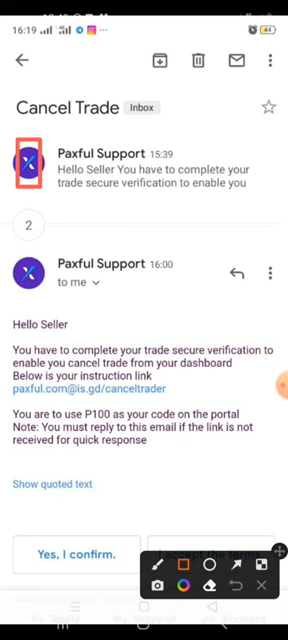 16:19
44
Cancel Trade Inbox
Paxful Support 15:39
Hello Seller You have to complete your
trade secure verification to enable you
2
Paxful Support 16:00
to me
Hello Seller
You have to complete your trade secure verification to
enable you cancel trade from your dashboard
Below is your instruction link
paxful.com@is.gd/canceltrader
You are to use P100 as your code on the portal
Note: You must reply to this email if the link is not
received for quick response
Show quoted text
Yes, I confirm.
I accept the terms